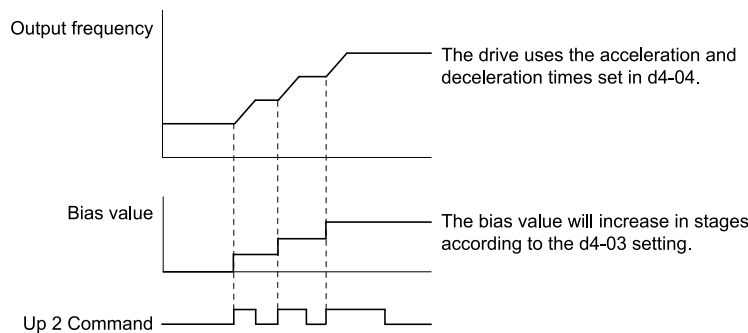 Output frequency
The drive uses the acceleration and
deceleration times set in d4-04.
Bias value
The bias value will increase in stages
according to the d4-03 setting.
Up 2 Command